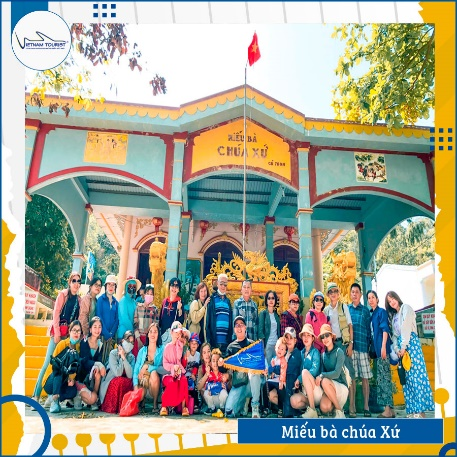 VIETNAM TOURIST
MIẾU BÀ
CHÚA XỨ
Miếu bà chúa Xứ